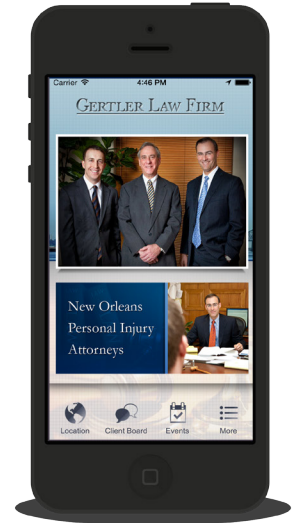 Carrier 4:46 PM
Gertler Law Firm
New Orleans
Personal Injury
Attorneys
Location Client Board Events More